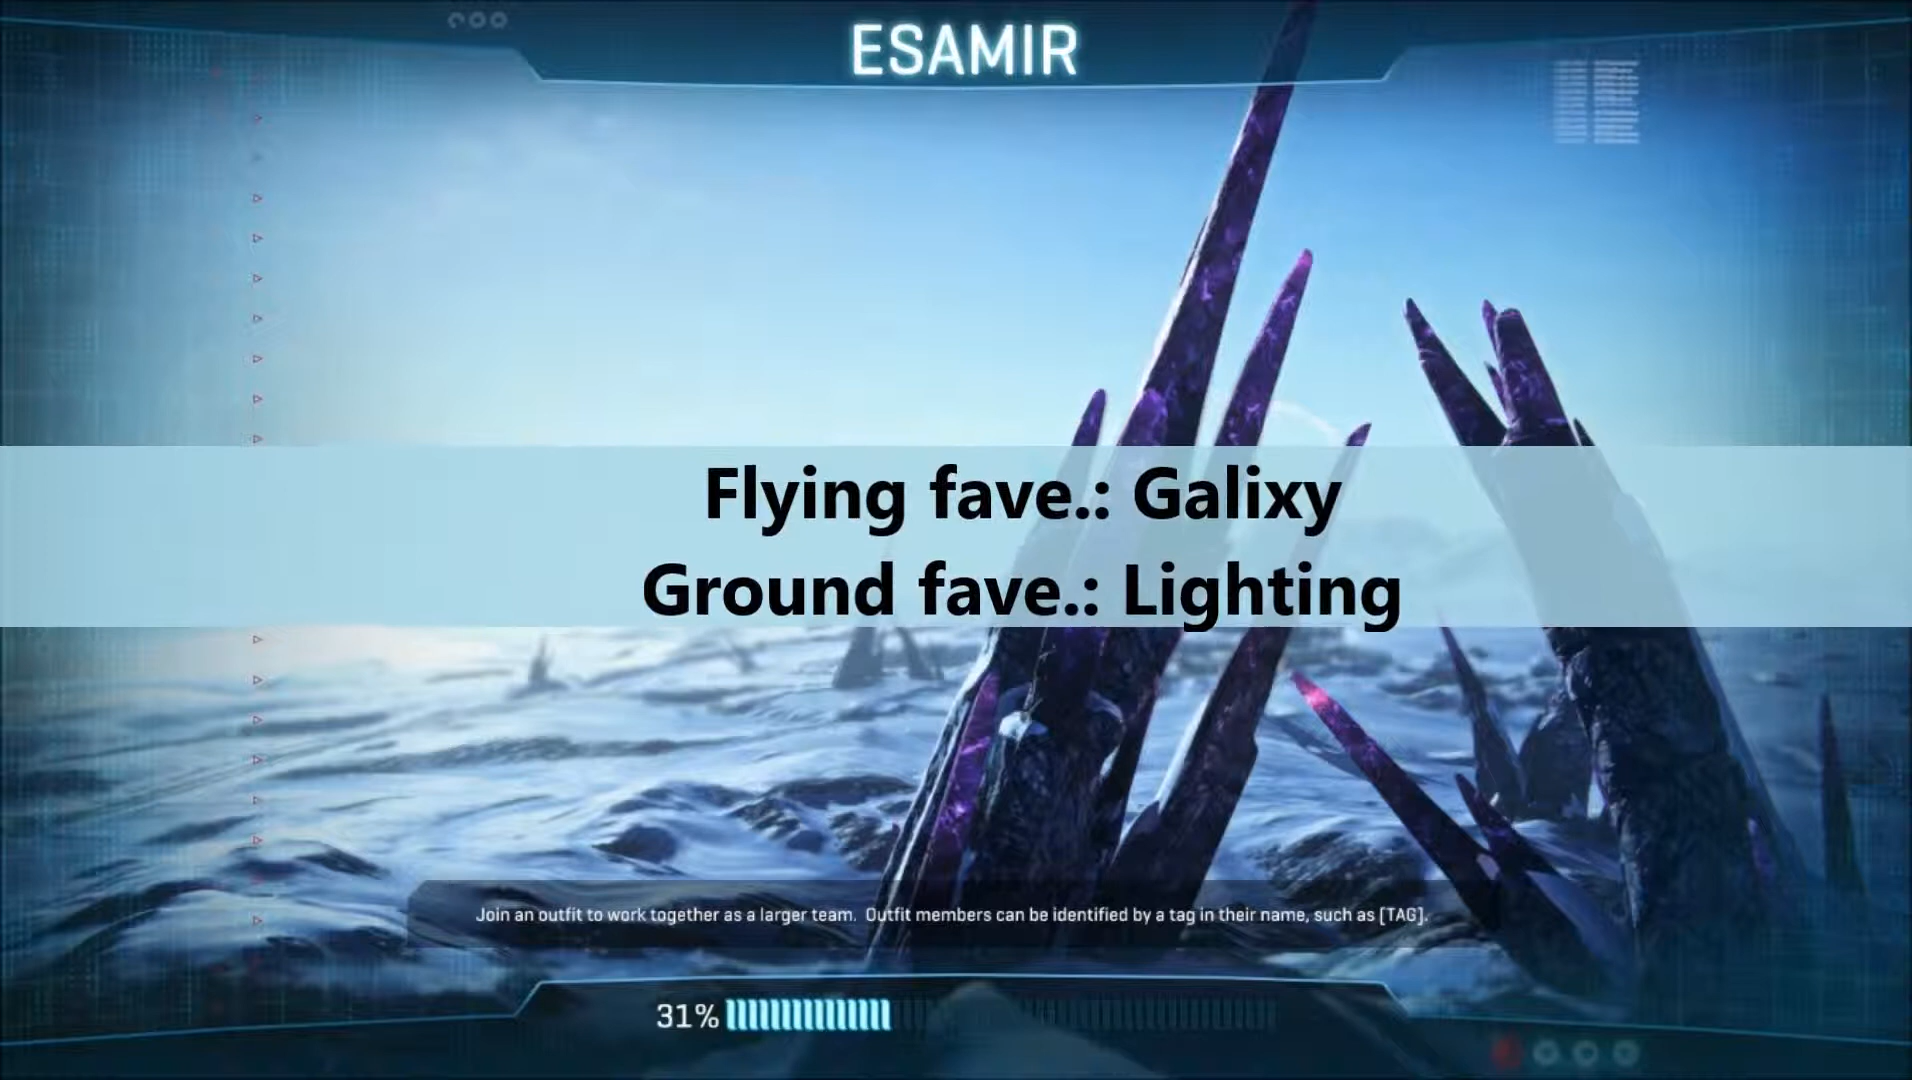 ESAMIR
Flying fave.: Galixy
Ground fave.: Lighting
Join an outfit to work together as a larger team. Outfit members can be identified by a tag in their name, such as [TAG].
31%